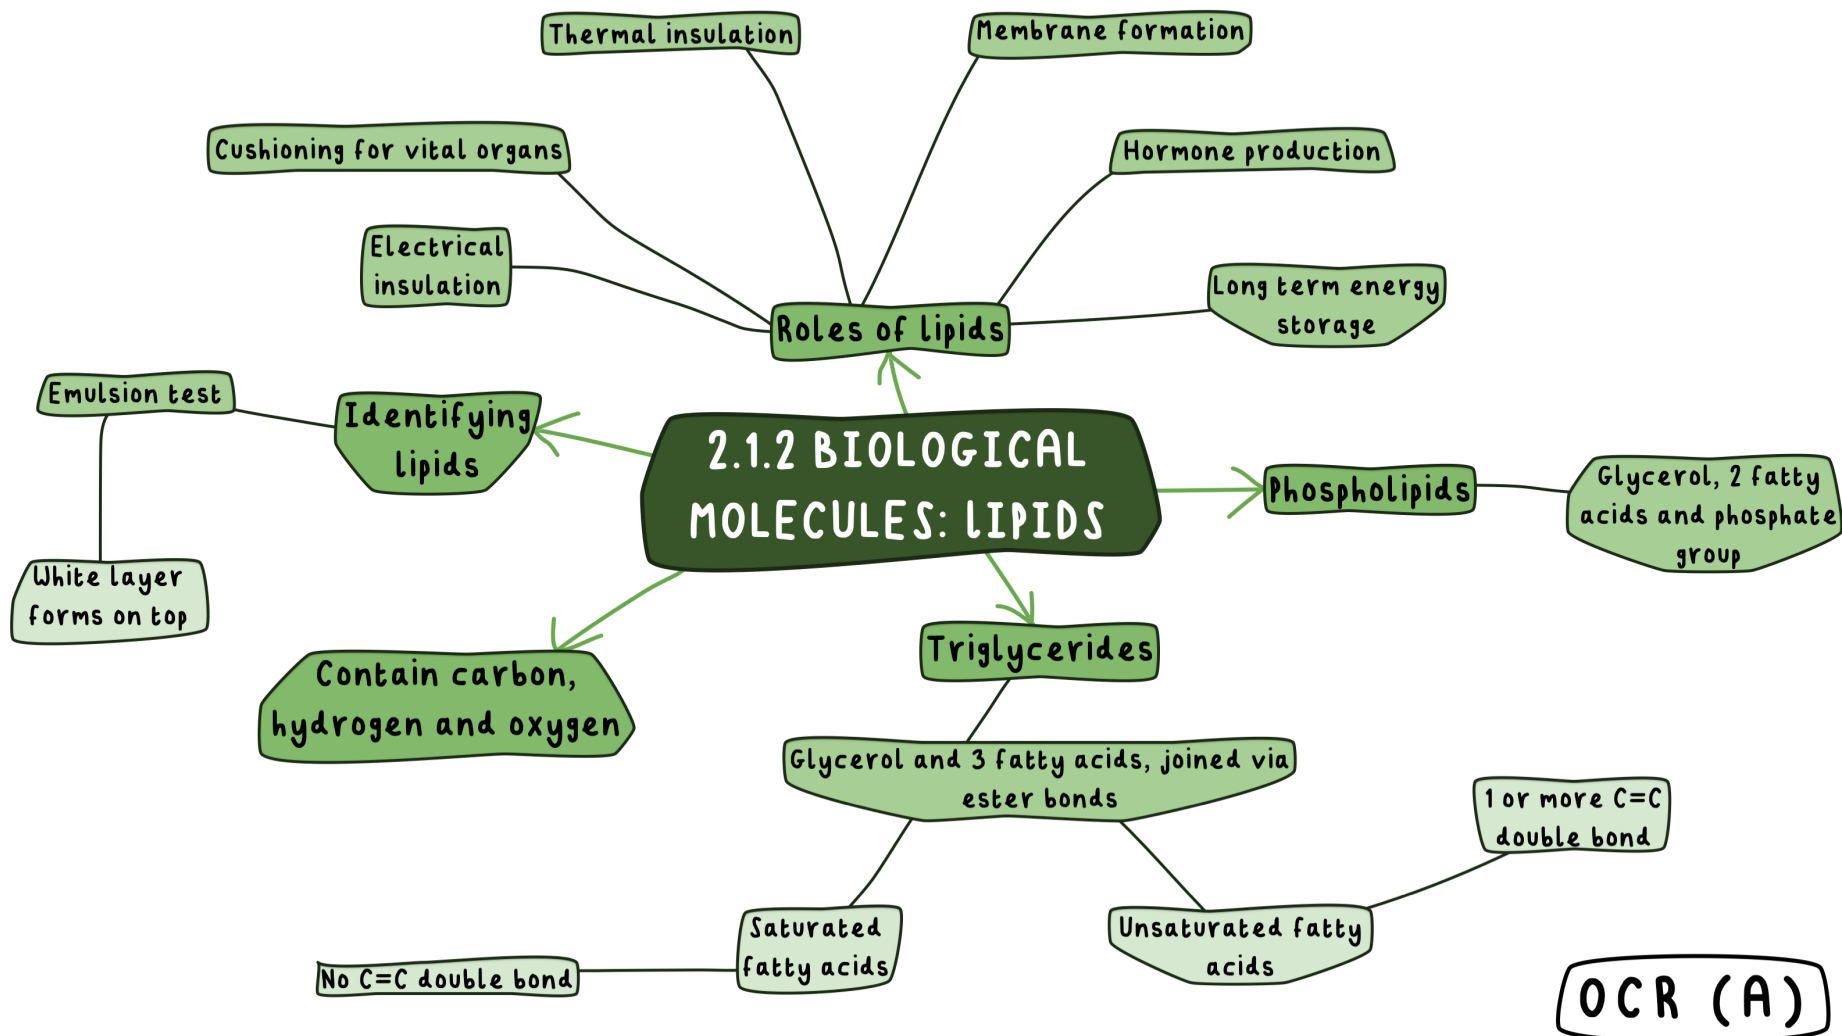 Thermal insulation
Membrane formation
Cushioning for vital organs
Hormone production
Electrical
insulation
Long term energy
storage
Roles of lipids
Emulsion test
Identifying
lipids
2.1.2 BIOLOGICAL
MOLECULES: lIPIDS
Phospholipids
Glycerol, 2 fatty
acids and phosphate
group
White layer
forms on top
Contain carbon,
hydrogen and oxygen
Triglycerides
Glycerol and 3 fatty acids, joined via
ester bonds
1 or more C=C
double bond
Saturated
fatty acids
Unsaturated fatty
acids
No C=C double bond
OCR (A)